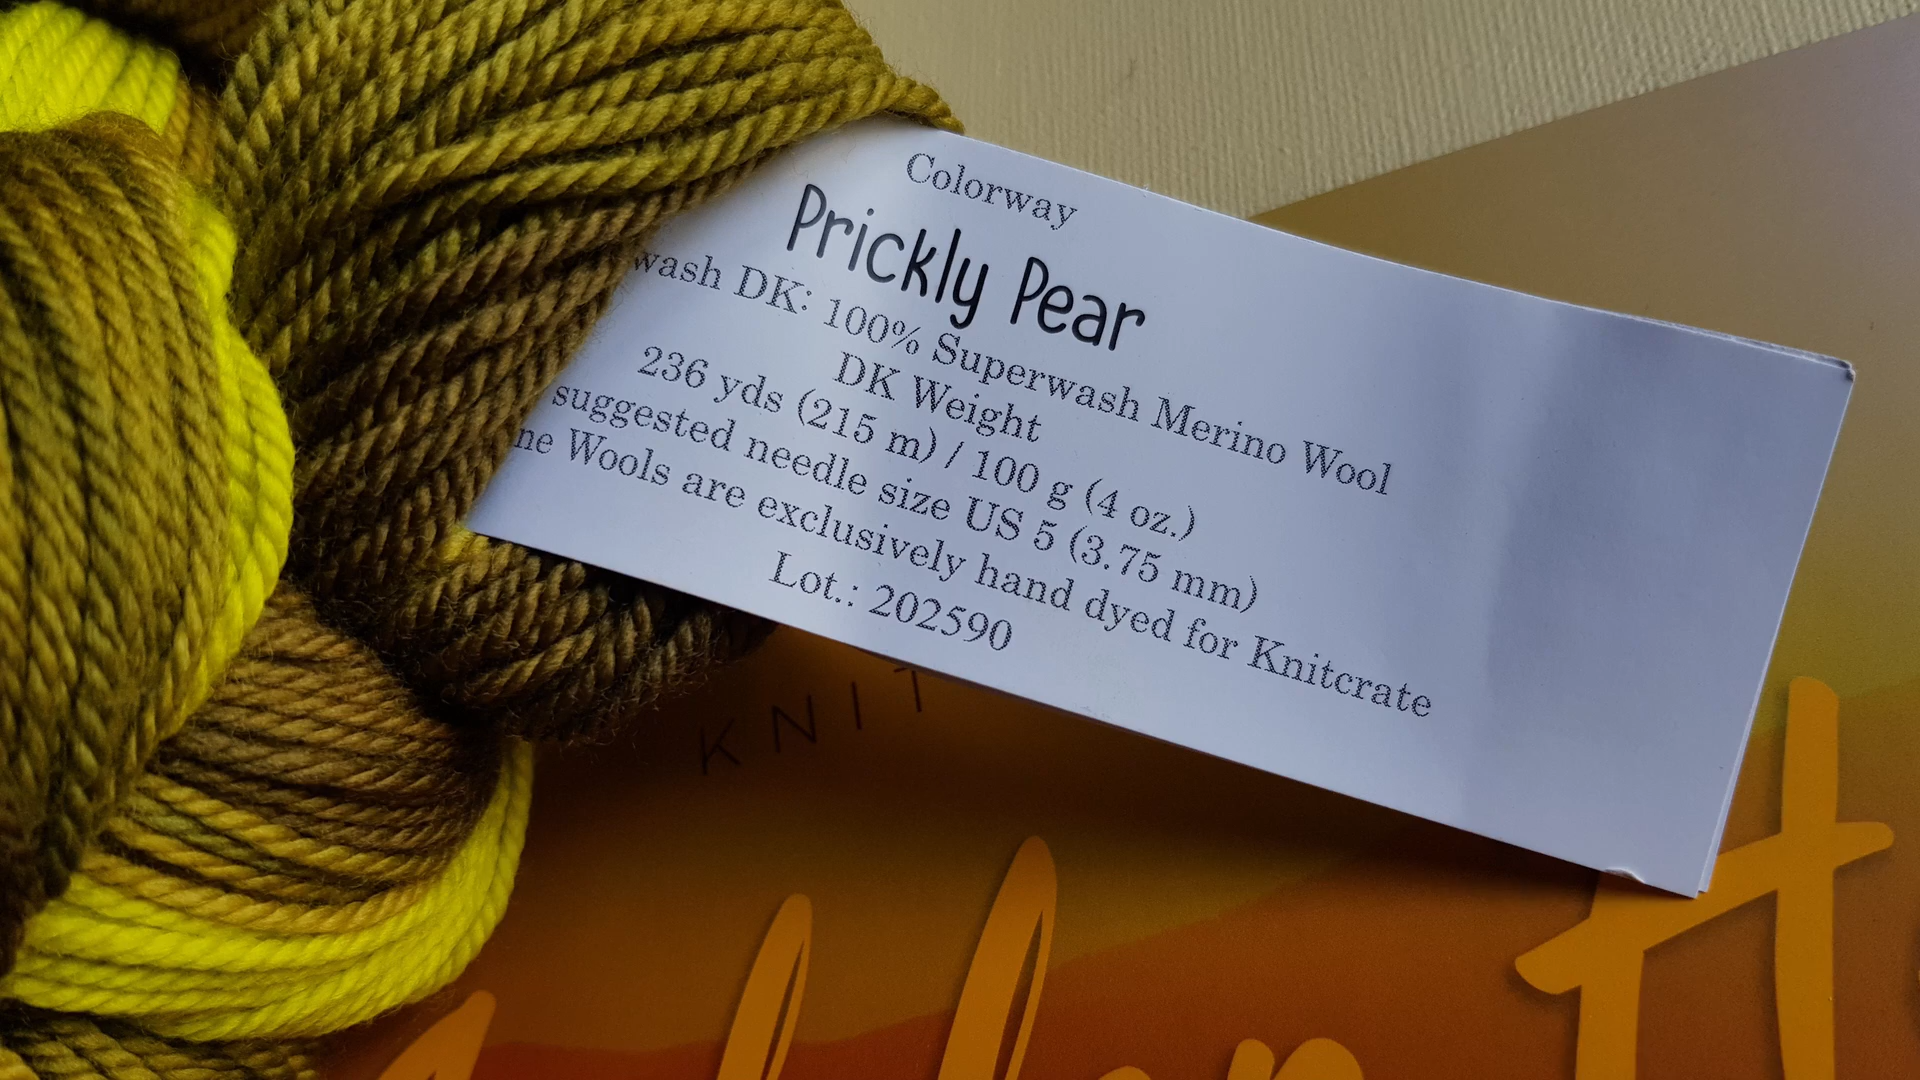 Colorway
Prickly Pear
wash DK: 100% Superwash Merino Wool
DK Weight
236 yds (215 m) / 100 g (4 oz.)
suggested needle size US 5 (3.75 mm)
ne Wools are exclusively hand dyed for Knitcrate
Lot.: 202590
KNIT